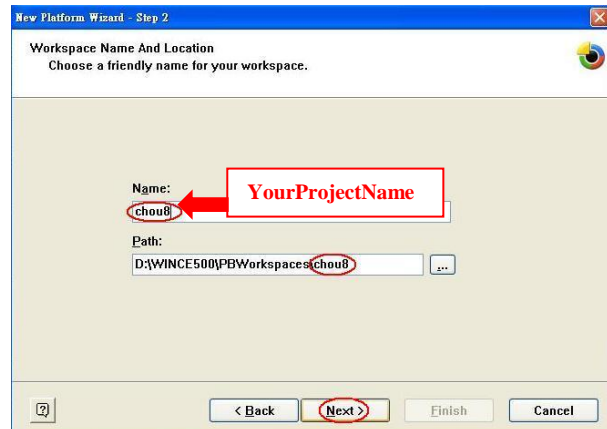 New Platform Wizard - Step 2
Workspace Name And Location
Choose a friendly name for your workspace.
Name:
YourProjectName
chou8
Path:
D:\WINCE500\PBWorkspaces\chou8
...
< Back
Next >
Finish
Cancel